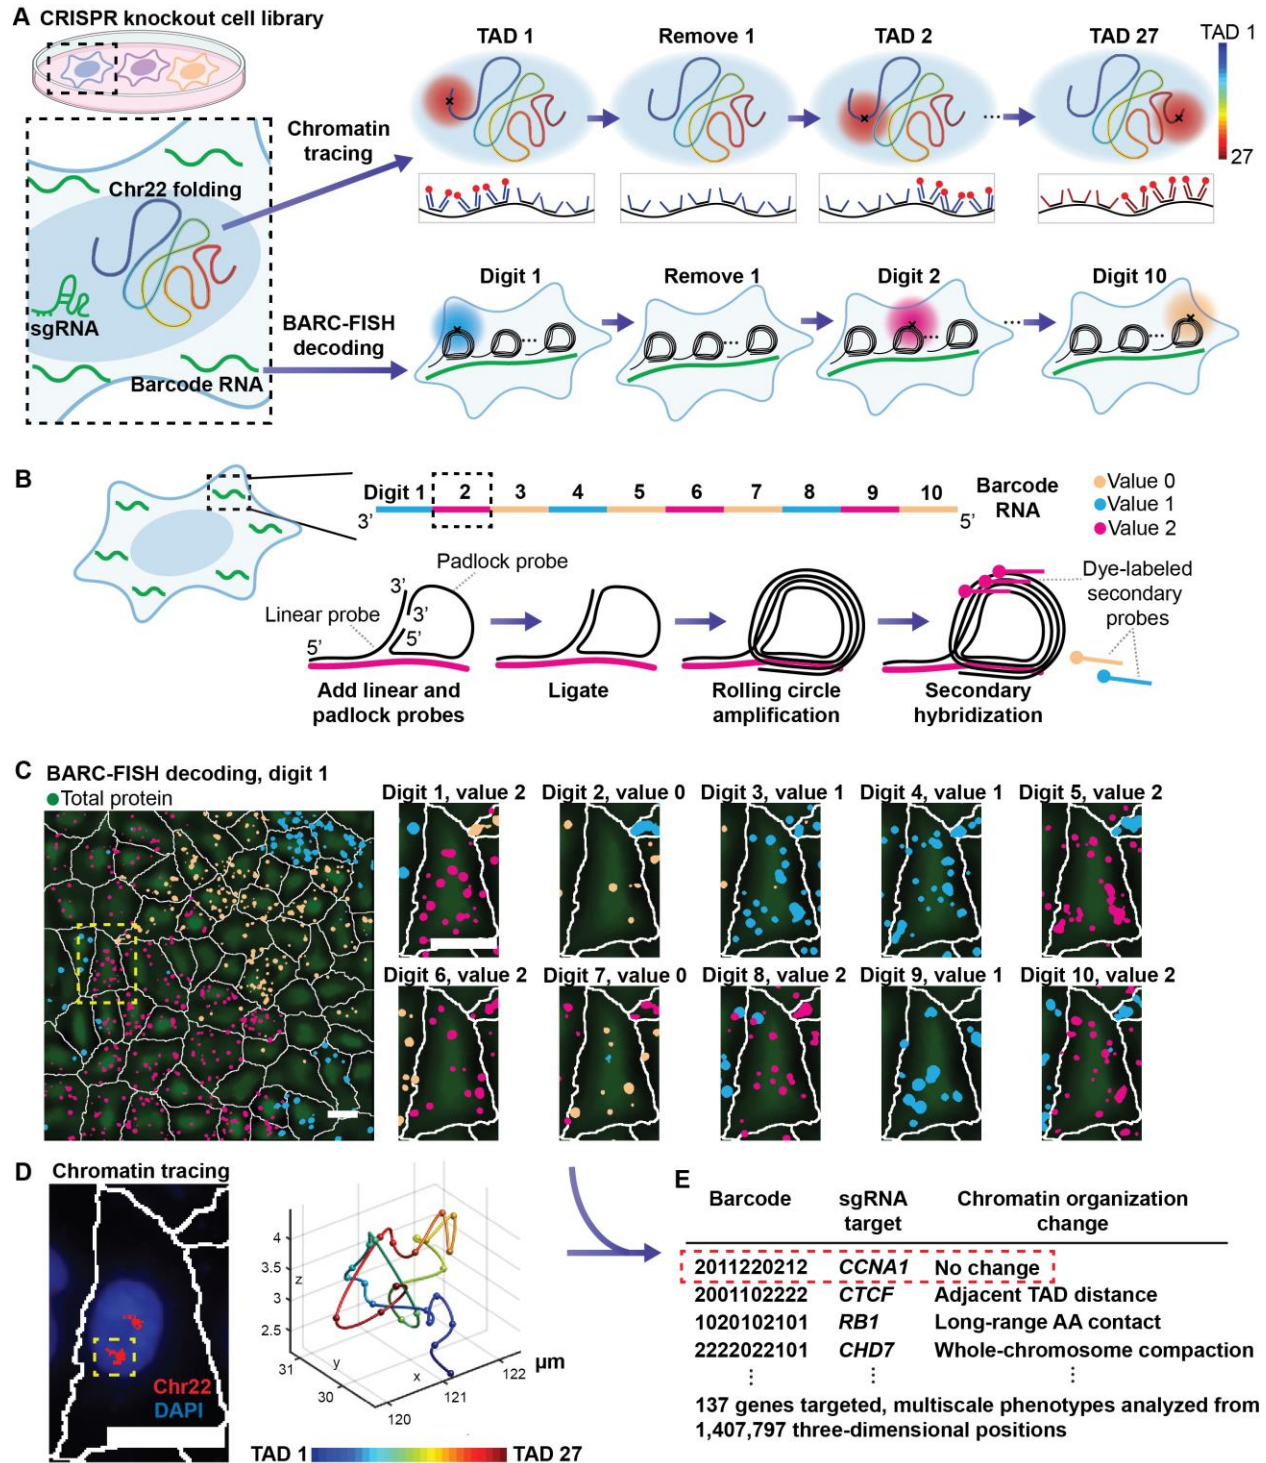 A CRISPR knockout cell library
TAD 1
Remove 1
TAD 2
TAD 27
TAD 1
27
...
Chromatin
tracing
Chr22 folding
sgRNA
Barcode RNA
BARC-FISH
decoding
Digit 1
Remove 1
Digit 2
Digit 10
...
B
Digit 1 2 3 4 5 6 7 8 9 10
3’
5’
Barcode
RNA
Value 0
Value 1
Value 2
Padlock probe
Linear probe
3’
3’
5’
5’
Dye-labeled
secondary
probes
Add linear and
padlock probes
Ligate
Rolling circle
amplification
Secondary
hybridization
C BARC-FISH decoding, digit 1
Total protein
Digit 1, value 2
Digit 2, value 0
Digit 3, value 1
Digit 4, value 1
Digit 5, value 2
Digit 6, value 2
Digit 7, value 0
Digit 8, value 2
Digit 9, value 1
Digit 10, value 2
D Chromatin tracing
Chr22
DAPI
4
3.5
3
2.5
z
31
y
30
x
120
121
122
μm
TAD 1
TAD 27
E
Barcode sgRNA target Chromatin organization change
2011220212 CCNA1 No change
2001102222 CTCF Adjacent TAD distance
1020102101 RB1 Long-range AA contact
2222022101 CHD7 Whole-chromosome compaction
⋮ ⋮ ⋮
137 genes targeted, multiscale phenotypes analyzed from
1,407,797 three-dimensional positions